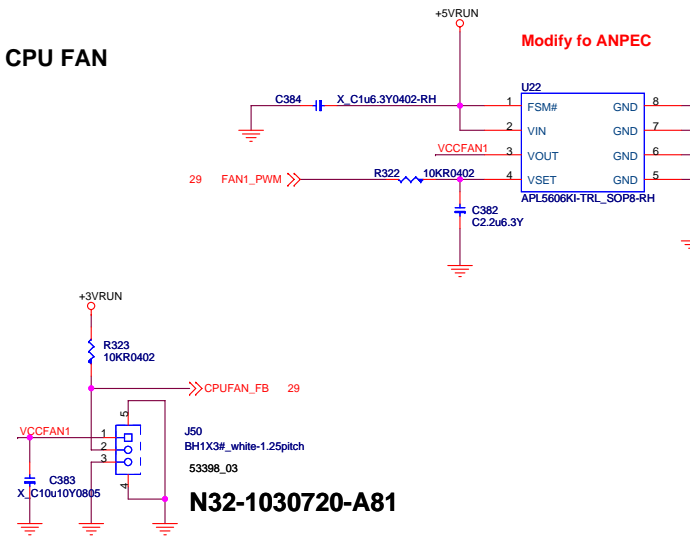 +5VRUN
Modify fo ANPEC
CPU FAN
U22
C384 X_C1u6.3Y0402-RH
1 FSM# GND 8
2 VIN GND 7
VCCFAN1 3 VOUT GND 6
29 FAN1_PWM R322 10KR0402 4 VSET GND 5
APL5606KI-TRL_SOP8-RH
C382
C2.2u6.3Y
+3VRUN
R323
10KR0402
CPUFAN_FB 29
5
VCCFAN1 1 J50
2 BH1X3#_white-1.25pitch
3
53398_03
C383 4
X_C10u10Y0805
N32-1030720-A81